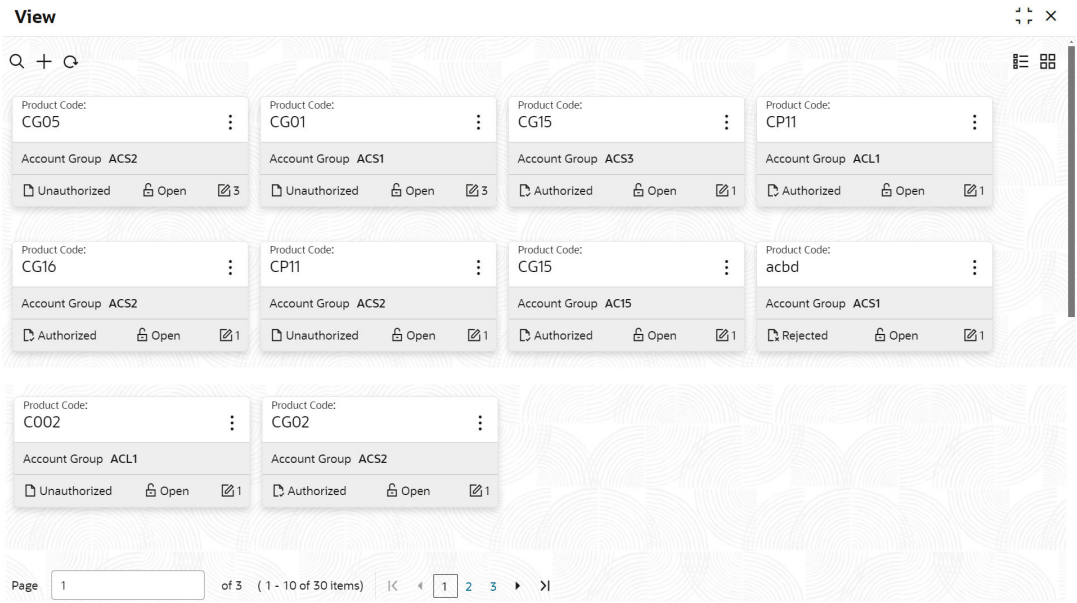 View
Product Code: Product Code: Product Code: Product Code:
CG05 CG01 CG15 CP11
Account Group ACS2 Account Group ACS1 Account Group ACS3 Account Group ACL1
Unauthorized Open 3 Unauthorized Open 3 Authorized Open 1 Authorized Open 1
Product Code: Product Code: Product Code: Product Code:
CG16 CP11 CG15 acbd
Account Group ACS2 Account Group ACS2 Account Group AC15 Account Group ACS1
Authorized Open 1 Unauthorized Open 1 Authorized Open 1 Rejected Open 1
Product Code: Product Code:
C002 CG02
Account Group ACL1 Account Group ACS2
Unauthorized Open 1 Authorized Open 1
Page 1 of 3 ( 1 - 10 of 30 items) 1 2 3